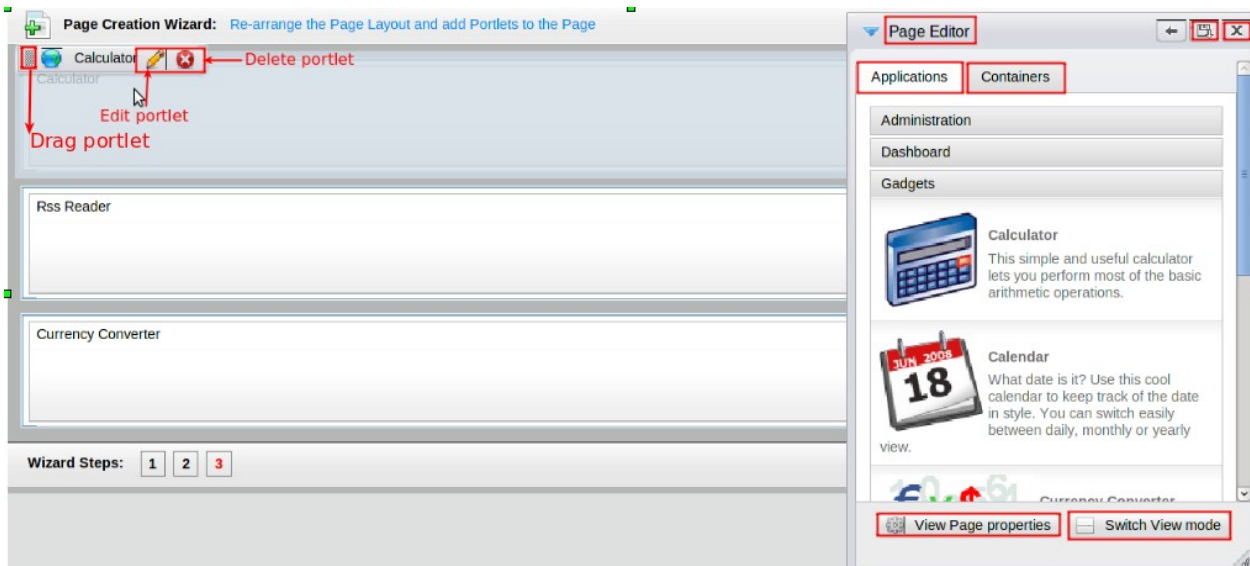 Page Creation Wizard: Re-arrange the Page Layout and add Portlets to the Page
Calculator
Delete portlet
Calculator
Edit portlet
Drag portlet
Rss Reader
Currency Converter
Wizard Steps: 1 2 3
Page Editor
Applications Containers
Administration
Dashboard
Gadgets
Calculator
This simple and useful calculator
lets you perform most of the basic
arithmetic operations.
JUN 2008
18
Calendar
What date is it? Use this cool
calendar to keep track of the date
in style. You can switch easily
between daily, monthly or yearly
view.
Currency Converter
View Page properties
Switch View mode